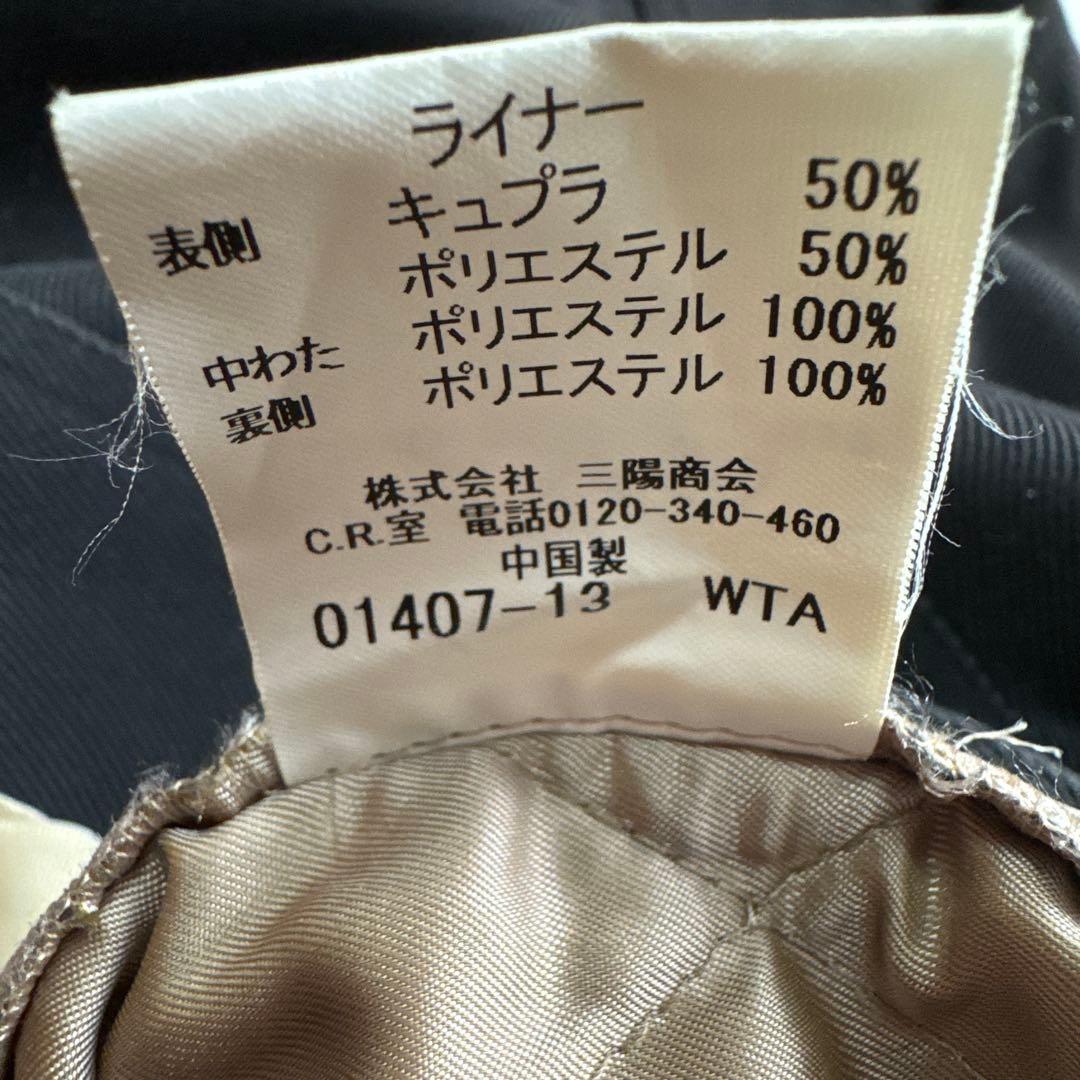 ライナー
表側 キュプラ 50%
ポリエステル 50%
中わた ポリエステル 100%
裏側 ポリエステル 100%
株式会社 三陽商会
C.R.室 電話0120-340-460
中国製
01407-13 WTA